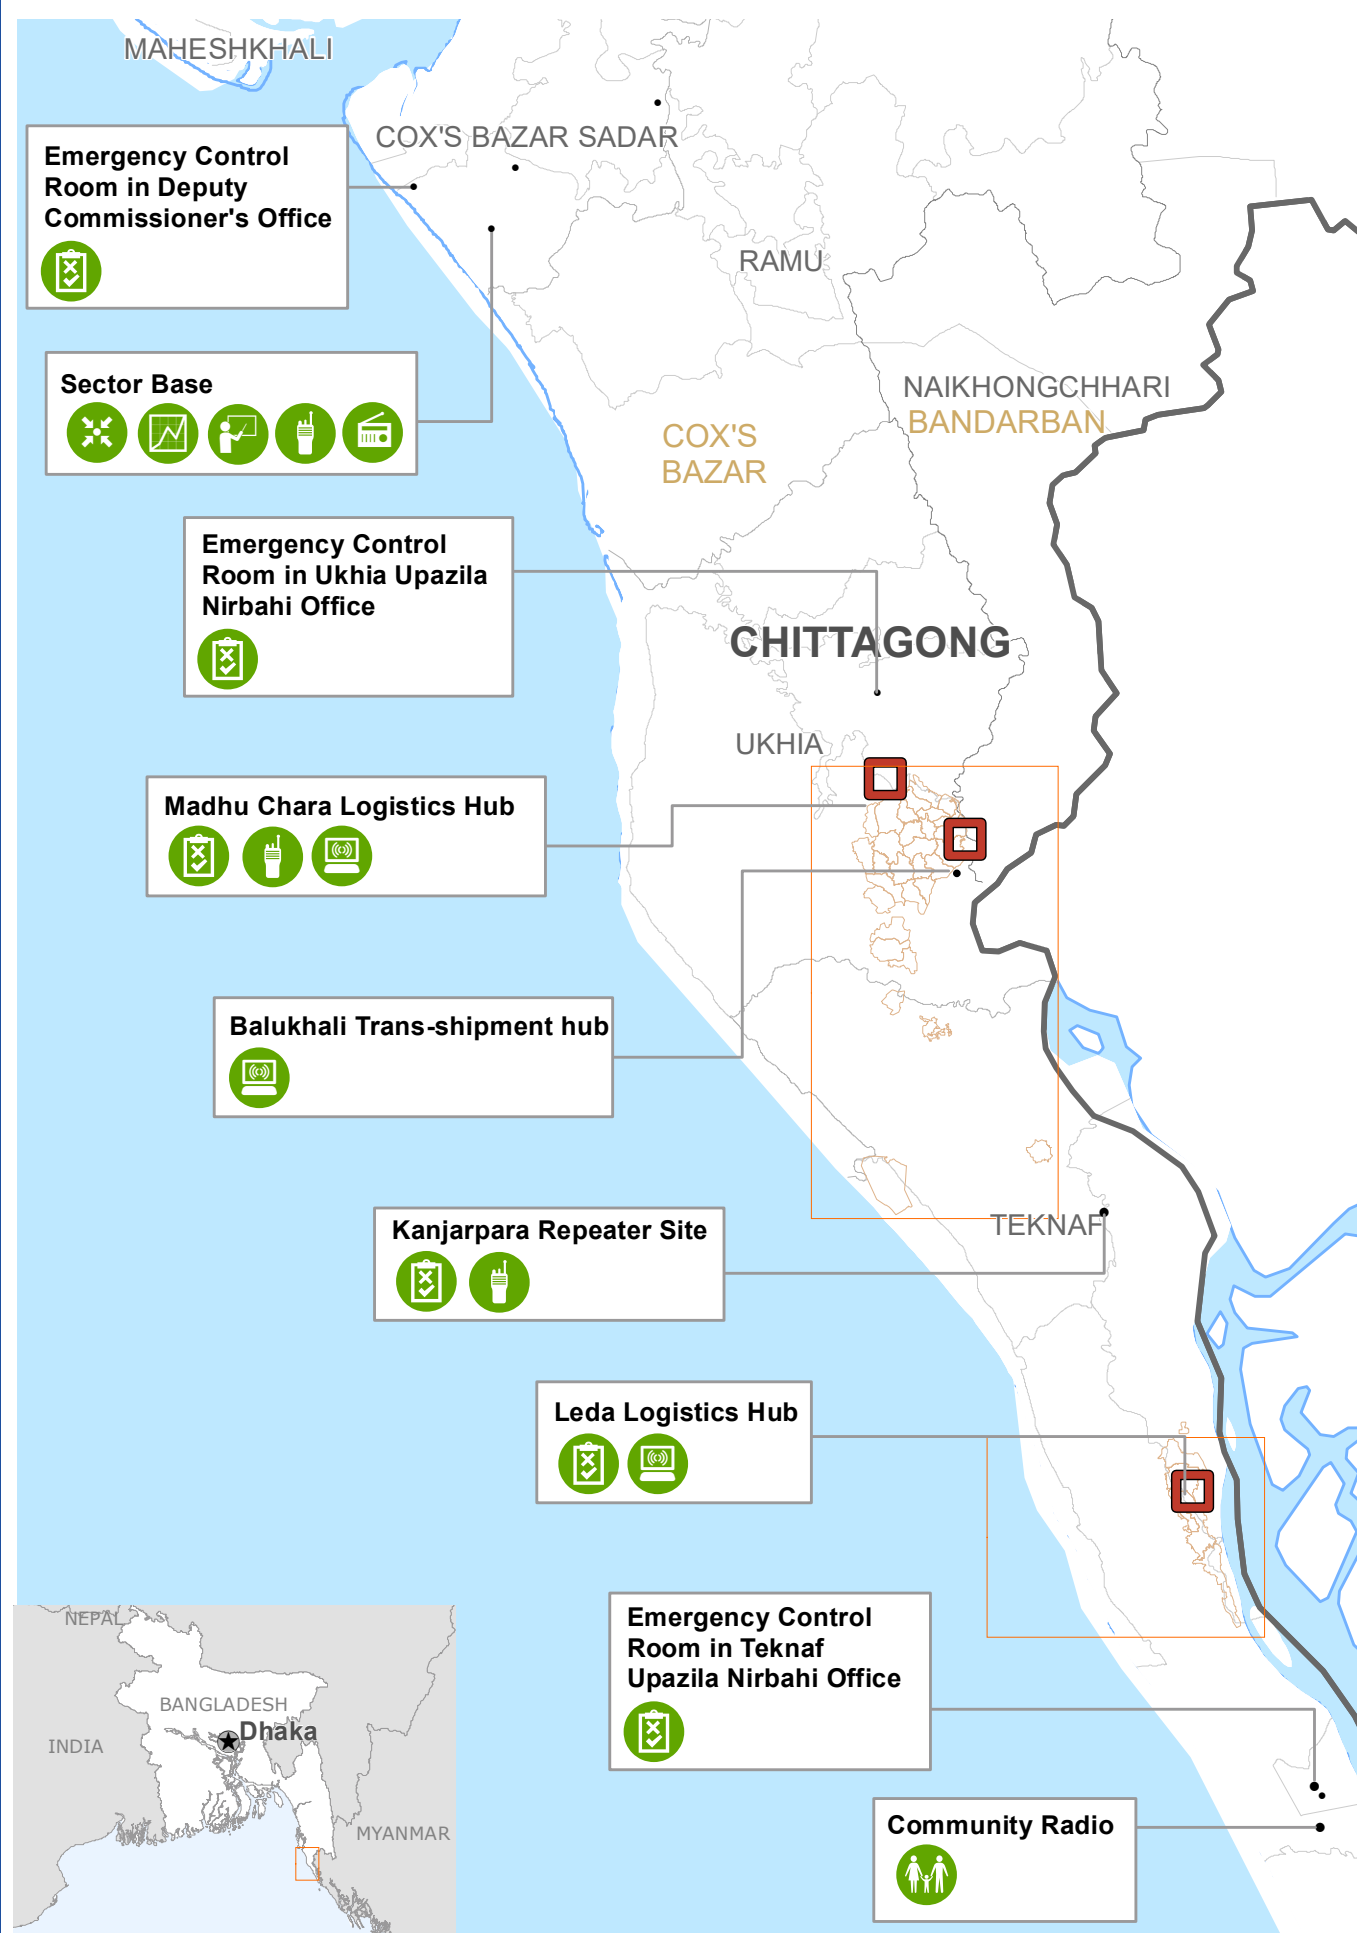 MAHESHKHALI
Emergency Control
Room in Deputy
Commissioner's Office
COX'S BAZAR SADAR
RAMU
Sector Base
NAIKHONGCHHARI
BANDARBAN
COX'S
BAZAR
Emergency Control
Room in Ukhia Upazila
Nirbahi Office
CHITTAGONG
UKHIA
Madhu Chara Logistics Hub
Balukhali Trans-shipment hub
Kanjarpara Repeater Site
TEKNAF
Leda Logistics Hub
Emergency Control
Room in Teknaf
Upazila Nirbahi Office
Community Radio
NEPAL
BANGLADESH
Dhaka
INDIA
MYANMAR